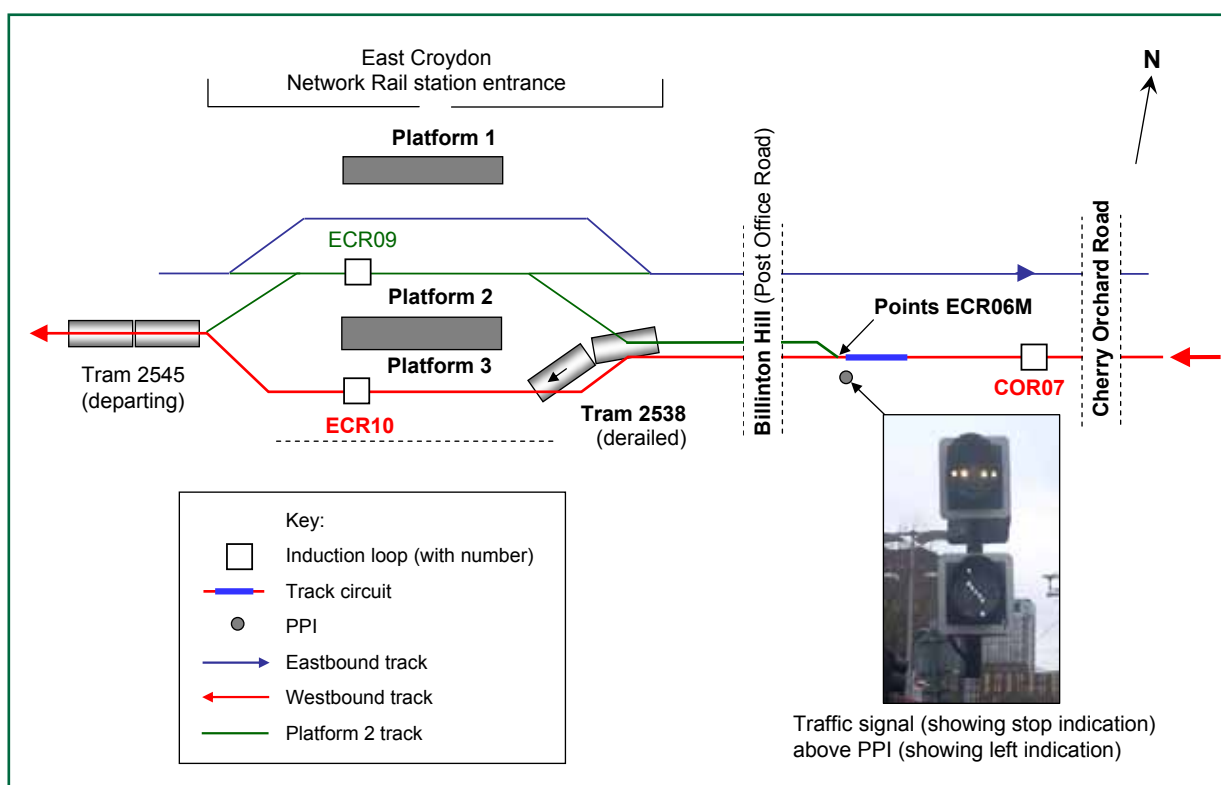 East Croydon
Network Rail station entrance
N
Platform 1
Billinton Hill (Post Office Road)
Cherry Orchard Road
ECR09
Platform 2
Points ECR06M
Platform 3
Tram 2545
(departing)
ECR10
Tram 2538
(derailed)
COR07
Key:
Induction loop (with number)
Track circuit
PPI
Eastbound track
Westbound track
Platform 2 track
Traffic signal (showing stop indication)
above PPI (showing left indication)